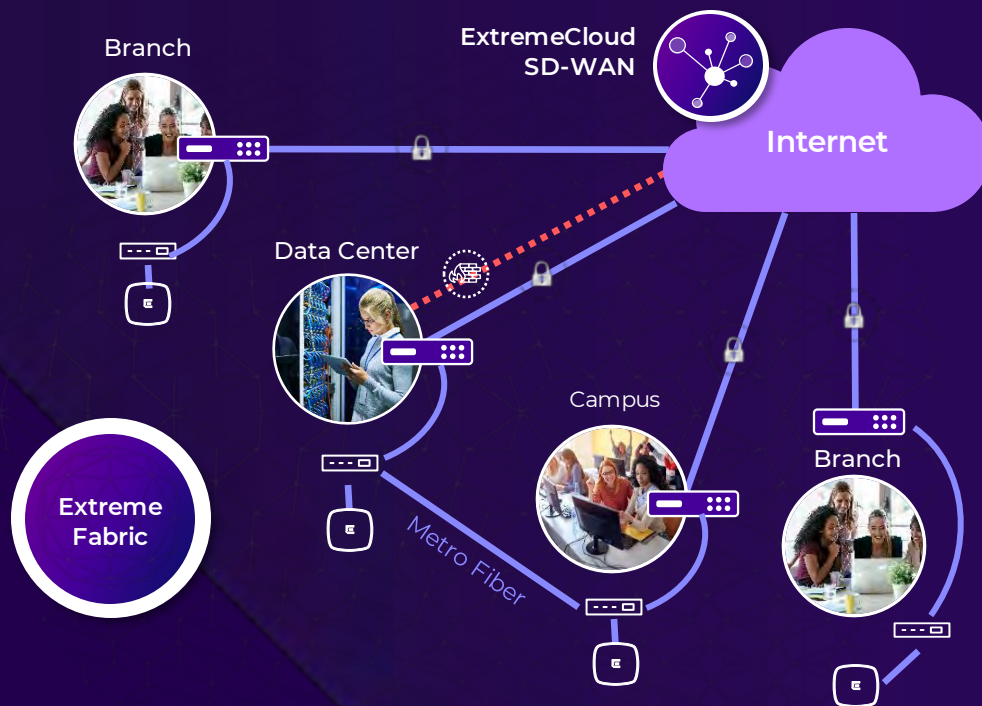 Branch
ExtremeCloud
SD-WAN
Internet
Data Center
Campus
Branch
Extreme
Fabric
Metro Fiber